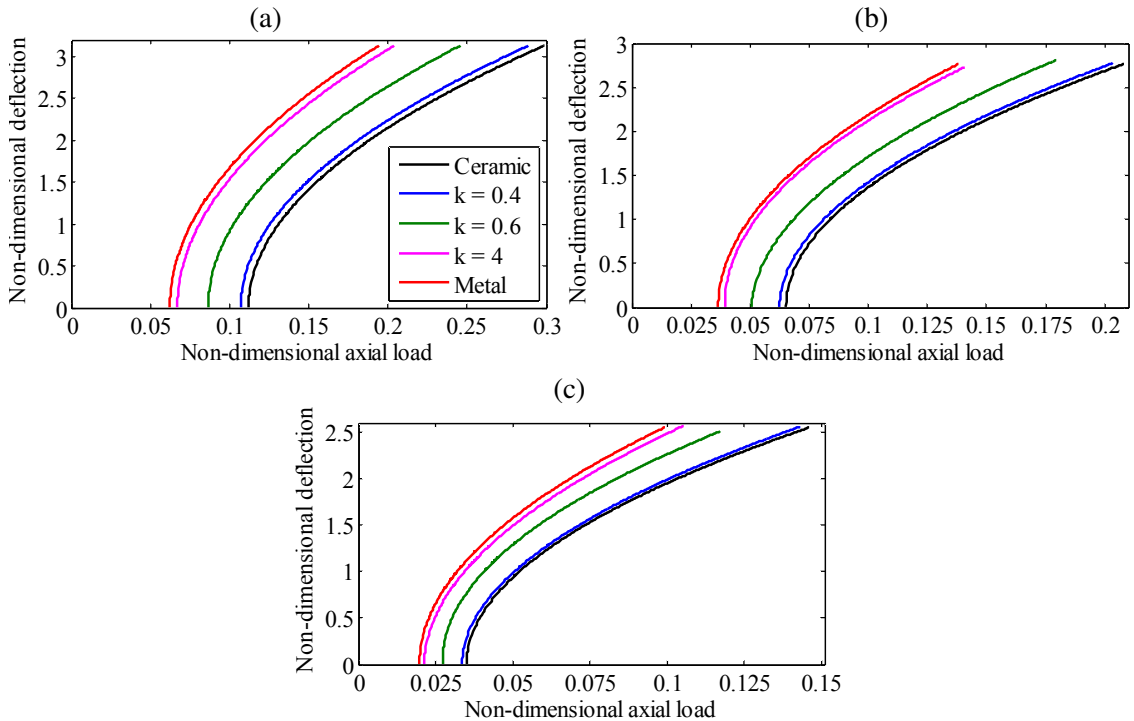 (a)
Non-dimensional deflection
3
2.5
2
1.5
1
0.5
0
0 0.05 0.1 0.15 0.2 0.25 0.3
Non-dimensional axial load
Ceramic
k = 0.4
k = 0.6
k = 4
Metal
(b)
Non-dimensional deflection
3
2.5
2
1.5
1
0.5
0
0 0.025 0.05 0.075 0.1 0.125 0.15 0.175 0.2
Non-dimensional axial load
(c)
Non-dimensional deflection
2.5
2
1.5
1
0.5
0
0 0.025 0.05 0.075 0.1 0.125 0.15
Non-dimensional axial load